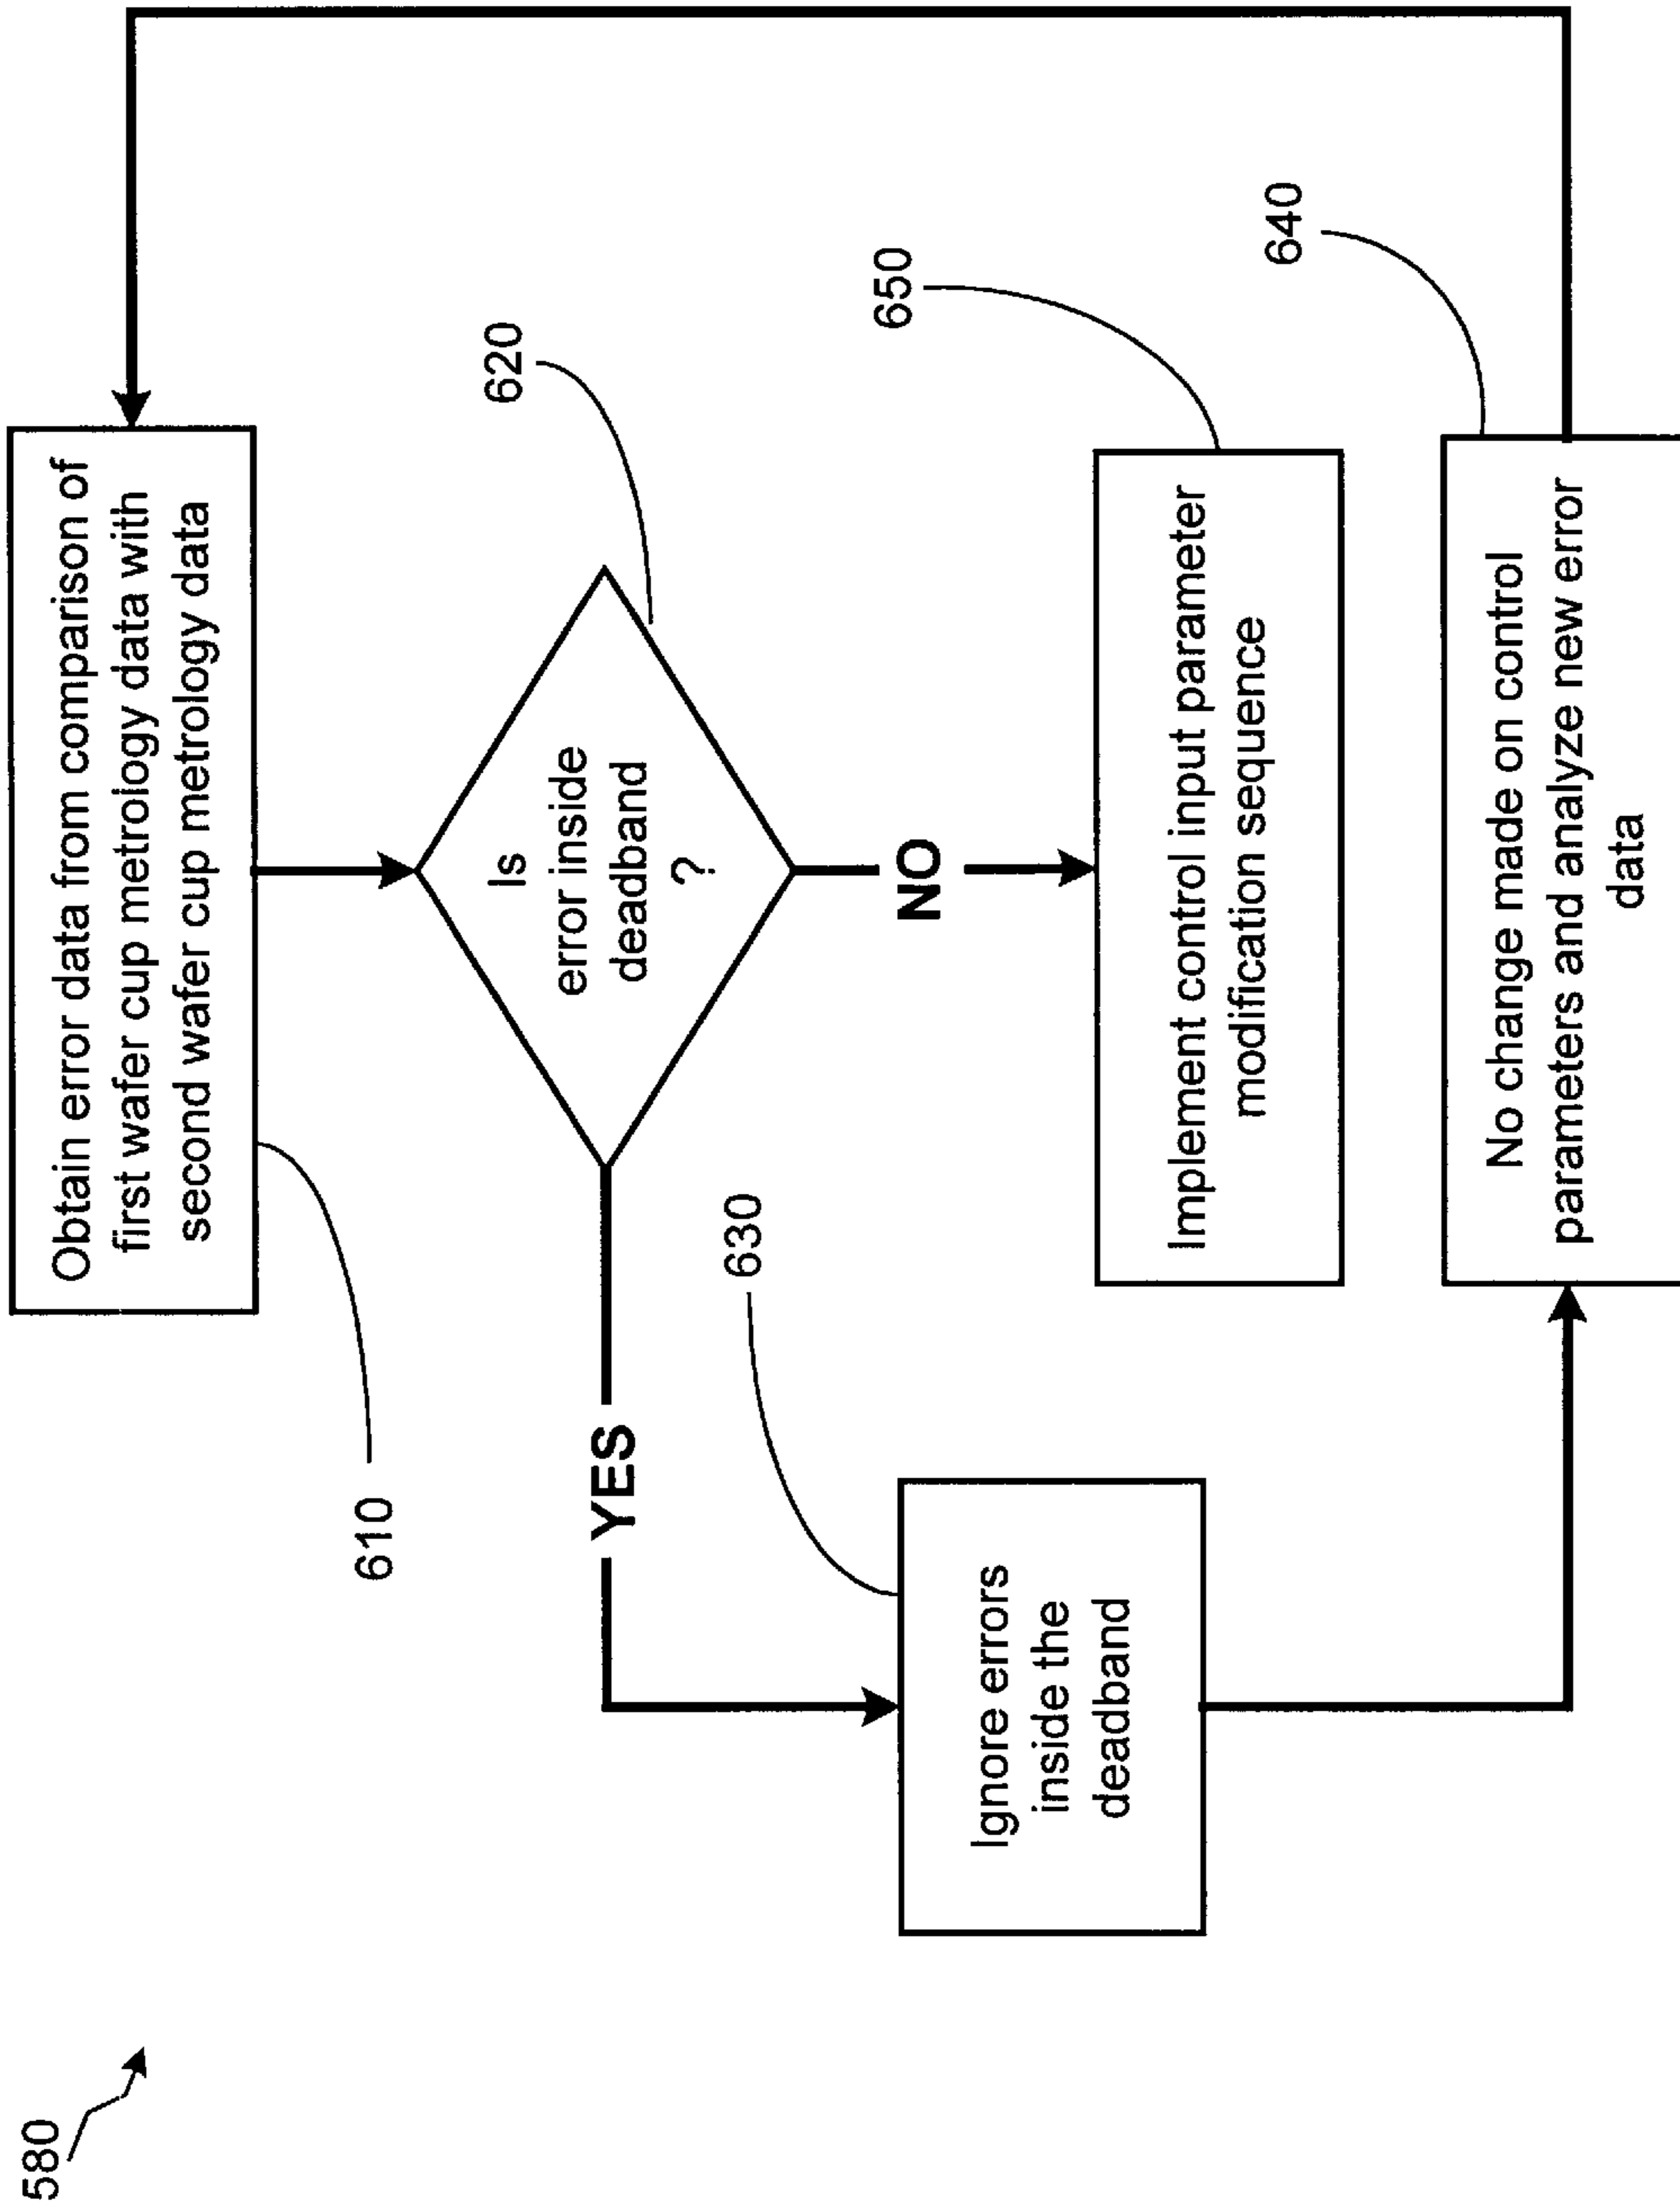 580
Obtain error data from comparison of
first wafer cup metrology data with
second wafer cup metrology data
610
620
Is
error inside
deadband
?
YES
NO
630
Ignore errors
inside the
deadband
650
Implement control input parameter
modification sequence
640
No change made on control
parameters and analyze new error
data